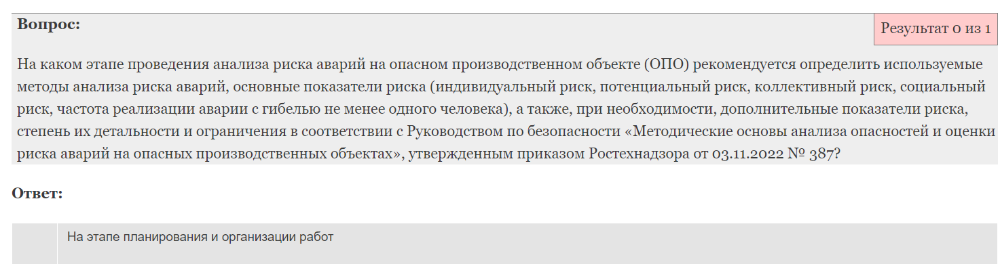 Вопрос:
Результат 0 из 1
На каком этапе проведения анализа риска аварий на опасном производственном объекте (ОПО) рекомендуется определить используемые
методы анализа риска аварий, основные показатели риска (индивидуальный риск, потенциальный риск, коллективный риск, социальный
риск, частота реализации аварии с гибелью не менее одного человека), а также, при необходимости, дополнительные показатели риска,
степень их детальности и ограничения в соответствии с Руководством по безопасности «Методические основы анализа опасностей и оценки
риска аварий на опасных производственных объектах», утвержденным приказом Ростехнадзора от 03.11.2022 № 387?
Ответ:
На этапе планирования и организации работ